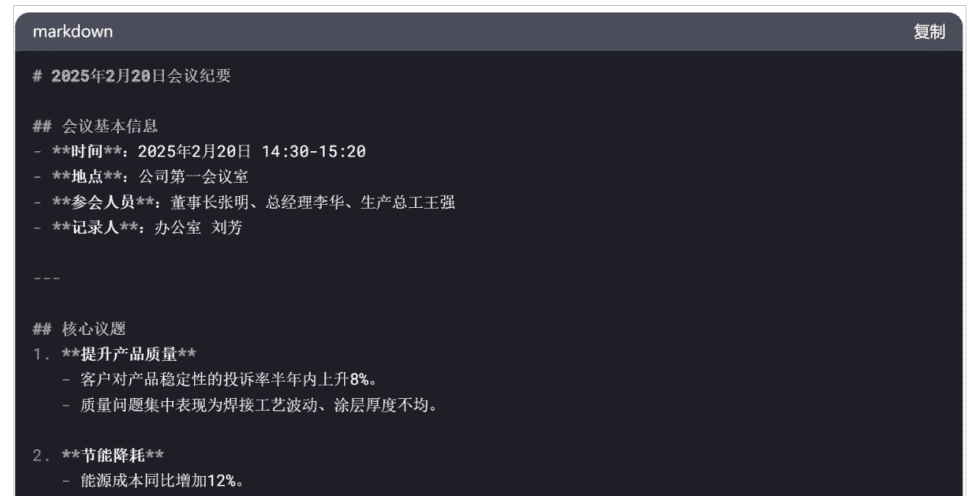 markdown
复制
# 2025年2月20日会议纪要
## 会议基本信息
- **时间**：2025年2月20日 14:30-15:20
- **地点**：公司第一会议室
- **参会人员**：董事长张明、总经理李华、生产总工王强
- **记录人**：办公室 刘芳
---
## 核心议题
1. **提升产品质量**
- 客户对产品稳定性的投诉率半年内上升8%。
- 质量问题集中表现为焊接工艺波动、涂层厚度不均。
2. **节能降耗**
- 能源成本同比增加12%。